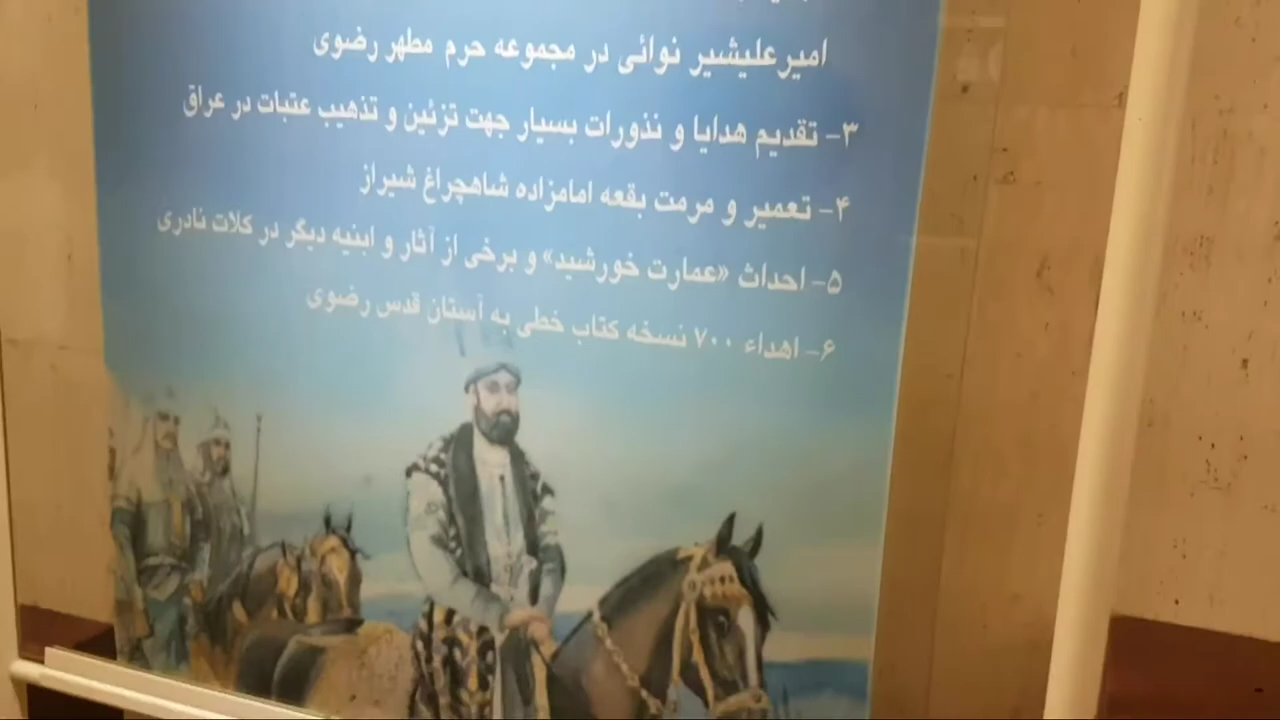 امیرعلیشیر نوائی در مجموعه حرم مطهر رضوی
۳- تقدیم هدایا و نذورات بسیار جهت تزئین و تذهیب عتبات در عراق
۴- تعمیر و مرمت بقعه امامزاده شاهچراغ شیراز
۵- احداث «عمارت خورشید» و برخی از آثار و ابنیه دیگر در کلات نادری
۶- اهداء ۷۰۰ نسخه کتاب خطی به آستان قدس رضوی